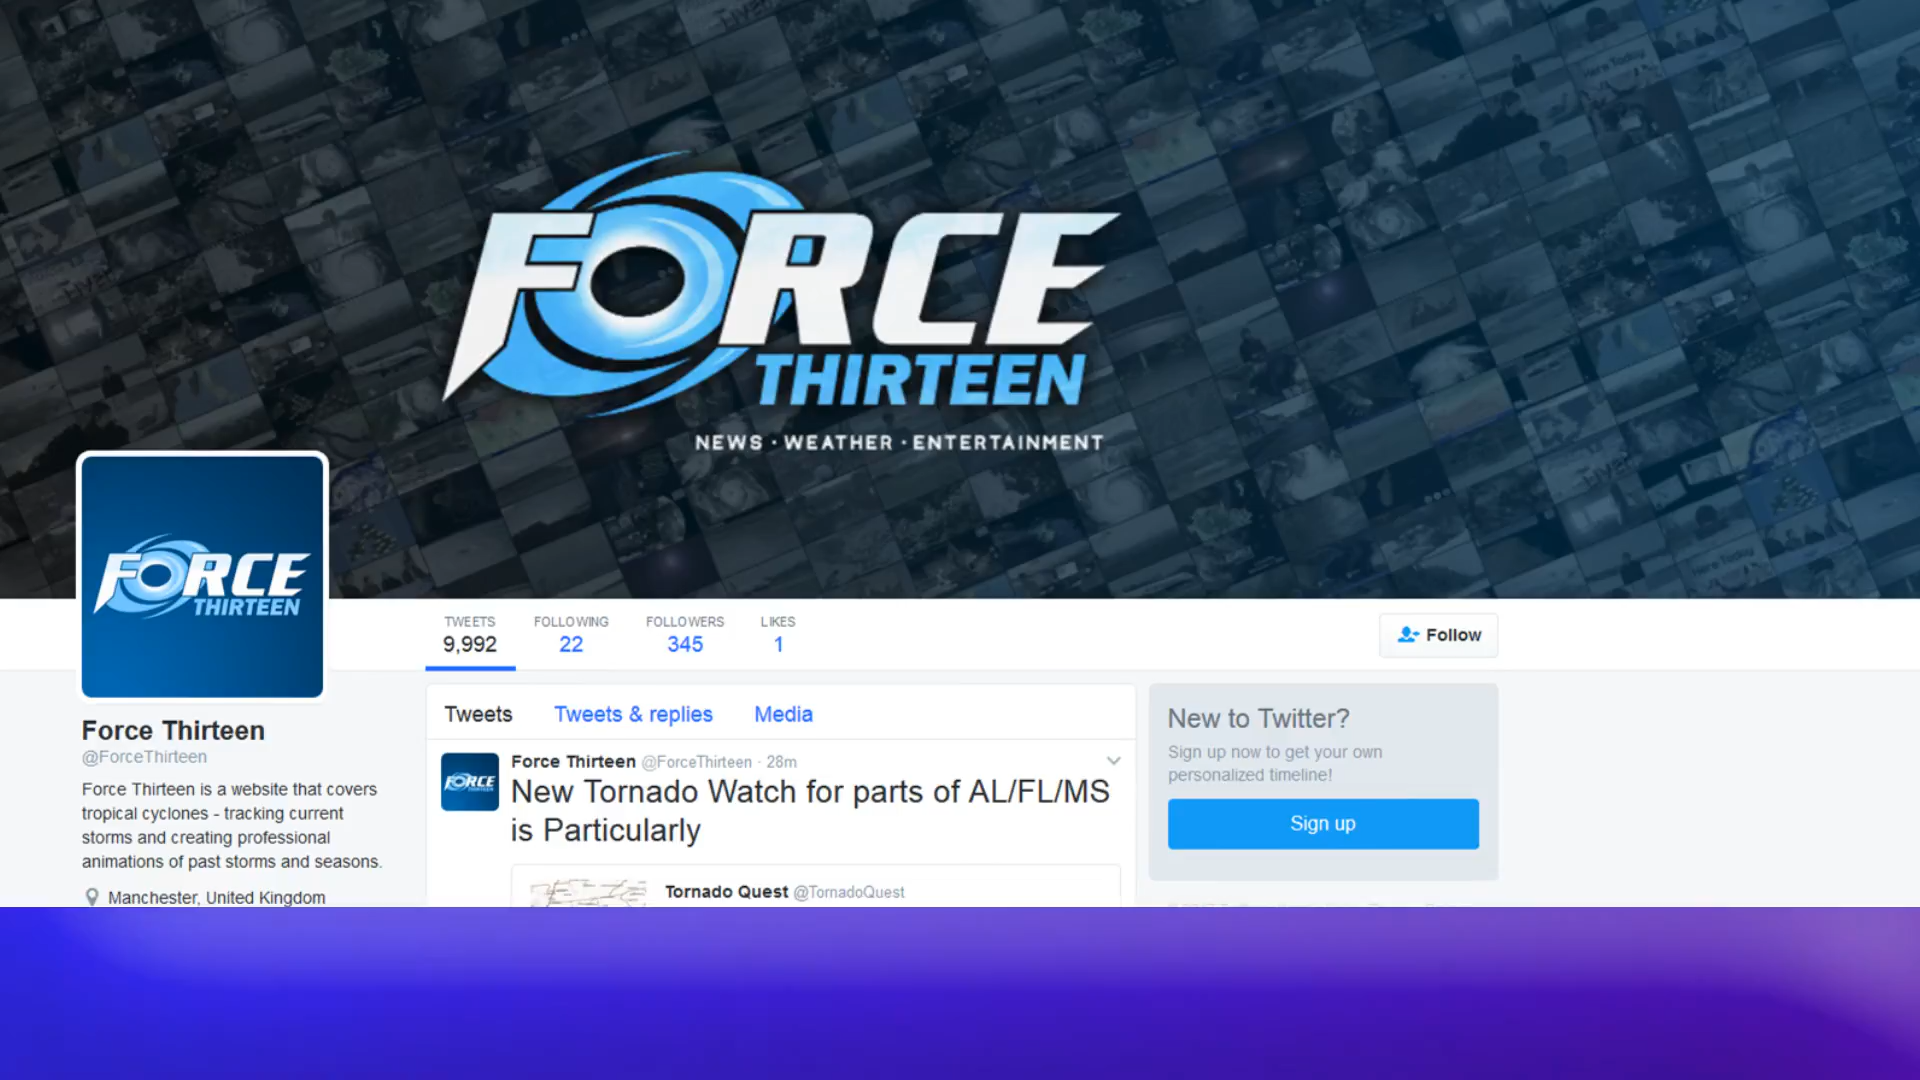 FORCE
THIRTEEN
NEWS · WEATHER · ENTERTAINMENT
FORCE
THIRTEEN
TWEETS
9,992
FOLLOWING
22
FOLLOWERS
345
LIKES
1
Follow
Force Thirteen
@ForceThirteen
Force Thirteen is a website that covers
tropical cyclones - tracking current
storms and creating professional
animations of past storms and seasons.
Manchester, United Kingdom
Tweets Tweets & replies Media
FORCE
THIRTEEN
Force Thirteen @ForceThirteen · 28m
New Tornado Watch for parts of AL/FL/MS
is Particularly
Tornado Quest @TornadoQuest
New to Twitter?
Sign up now to get your own
personalized timeline!
Sign up